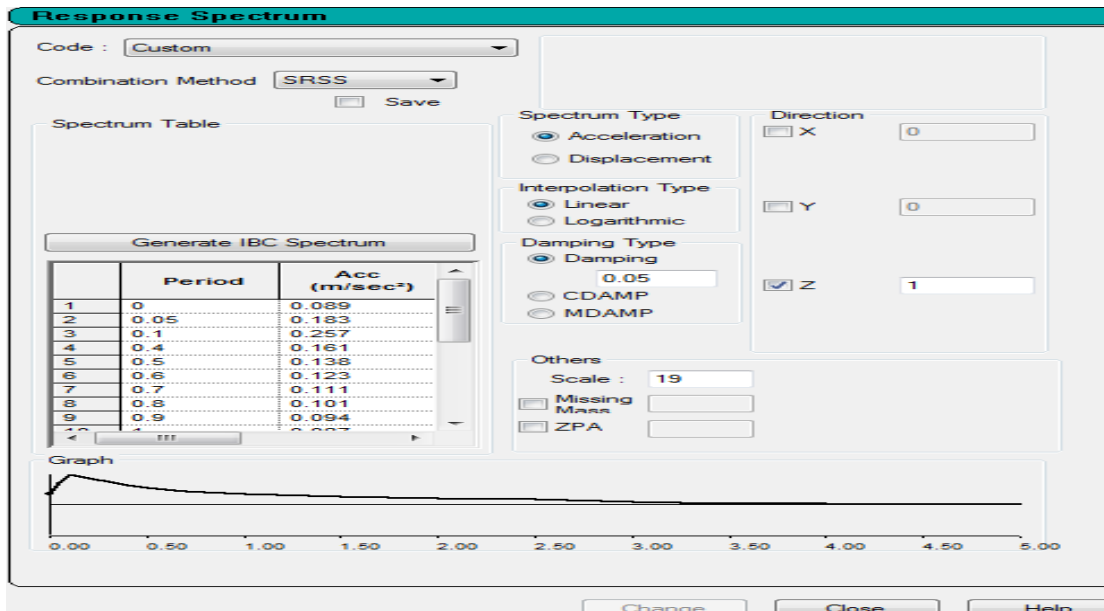 Response Spectrum
Code : Custom
Combination Method SRSS
Save
Spectrum Table
Generate IBC Spectrum
Period Acc (m/sec²)
1 0 0.089
2 0.05 0.183
3 0.1 0.257
4 0.4 0.161
5 0.5 0.138
6 0.6 0.123
7 0.7 0.111
8 0.8 0.101
9 0.9 0.094
Spectrum Type
Acceleration
Displacement
Interpolation Type
Linear
Logarithmic
Damping Type
Damping
0.05
CDAMP
MDAMP
Direction
X 0
Y 0
Z 1
Others
Scale : 19
Missing
Mass
ZPA
Graph
0.00 0.50 1.00 1.50 2.00 2.50 3.00 3.50 4.00 4.50 5.00
Change Close Help